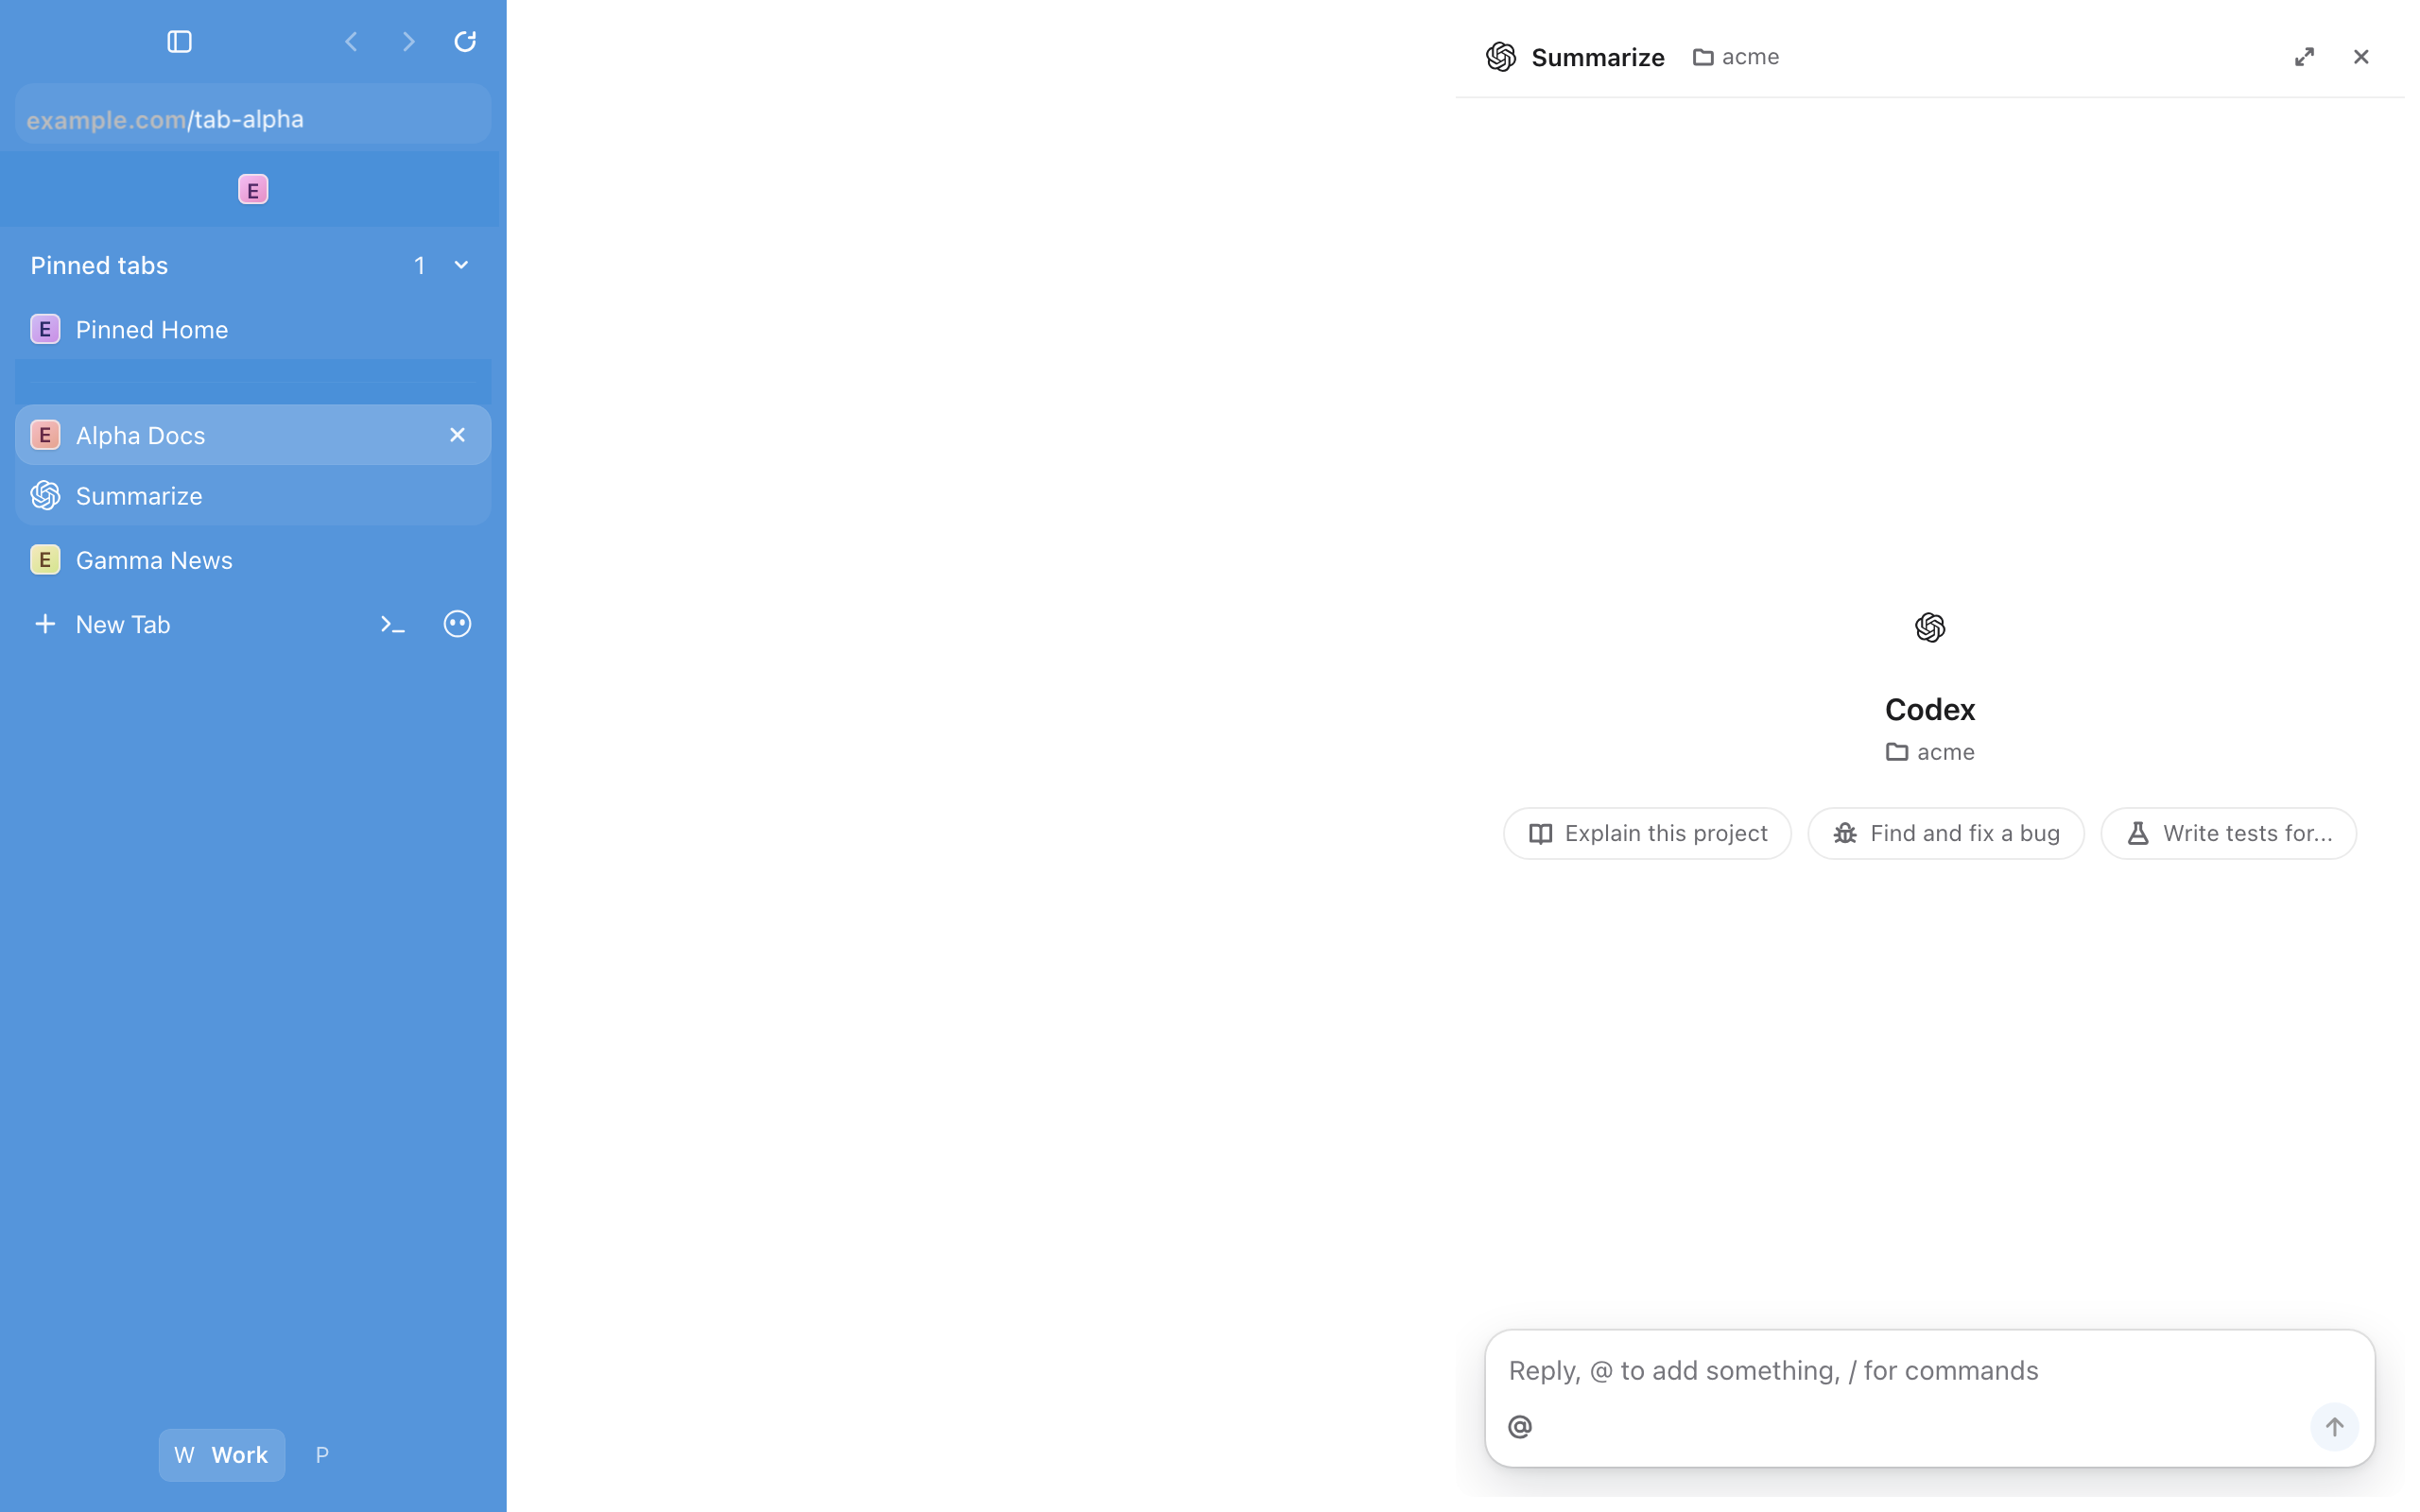 example.com/tab-alpha
E
Pinned tabs 1
E Pinned Home
E Alpha Docs
Summarize
E Gamma News
New Tab
W Work P
Summarize acme
Codex
acme
Explain this project
Find and fix a bug
Write tests for...
Reply, @ to add something, / for commands
@